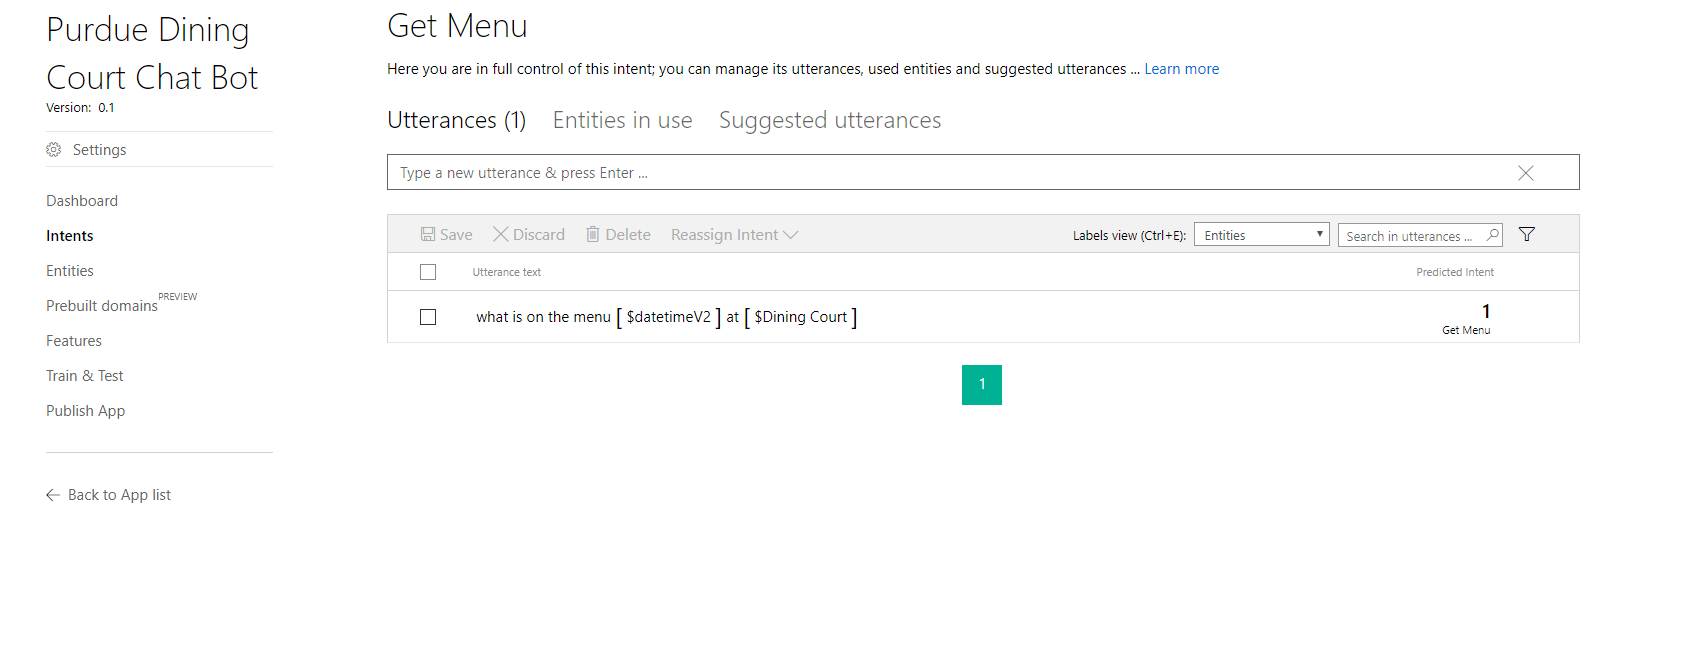 Purdue Dining
Court Chat Bot
Version: 0.1
Settings
Dashboard
Intents
Entities
Prebuilt domains PREVIEW
Features
Train & Test
Publish App
Back to App list
Get Menu
Here you are in full control of this intent; you can manage its utterances, used entities and suggested utterances ... Learn more
Utterances (1) Entities in use Suggested utterances
Type a new utterance & press Enter ...
Save Discard Delete Reassign Intent Labels view (Ctrl+E): Entities Search in utterances ...
Utterance text Predicted Intent
what is on the menu [ $datetimeV2 ] at [ $Dining Court ] 1
Get Menu
1